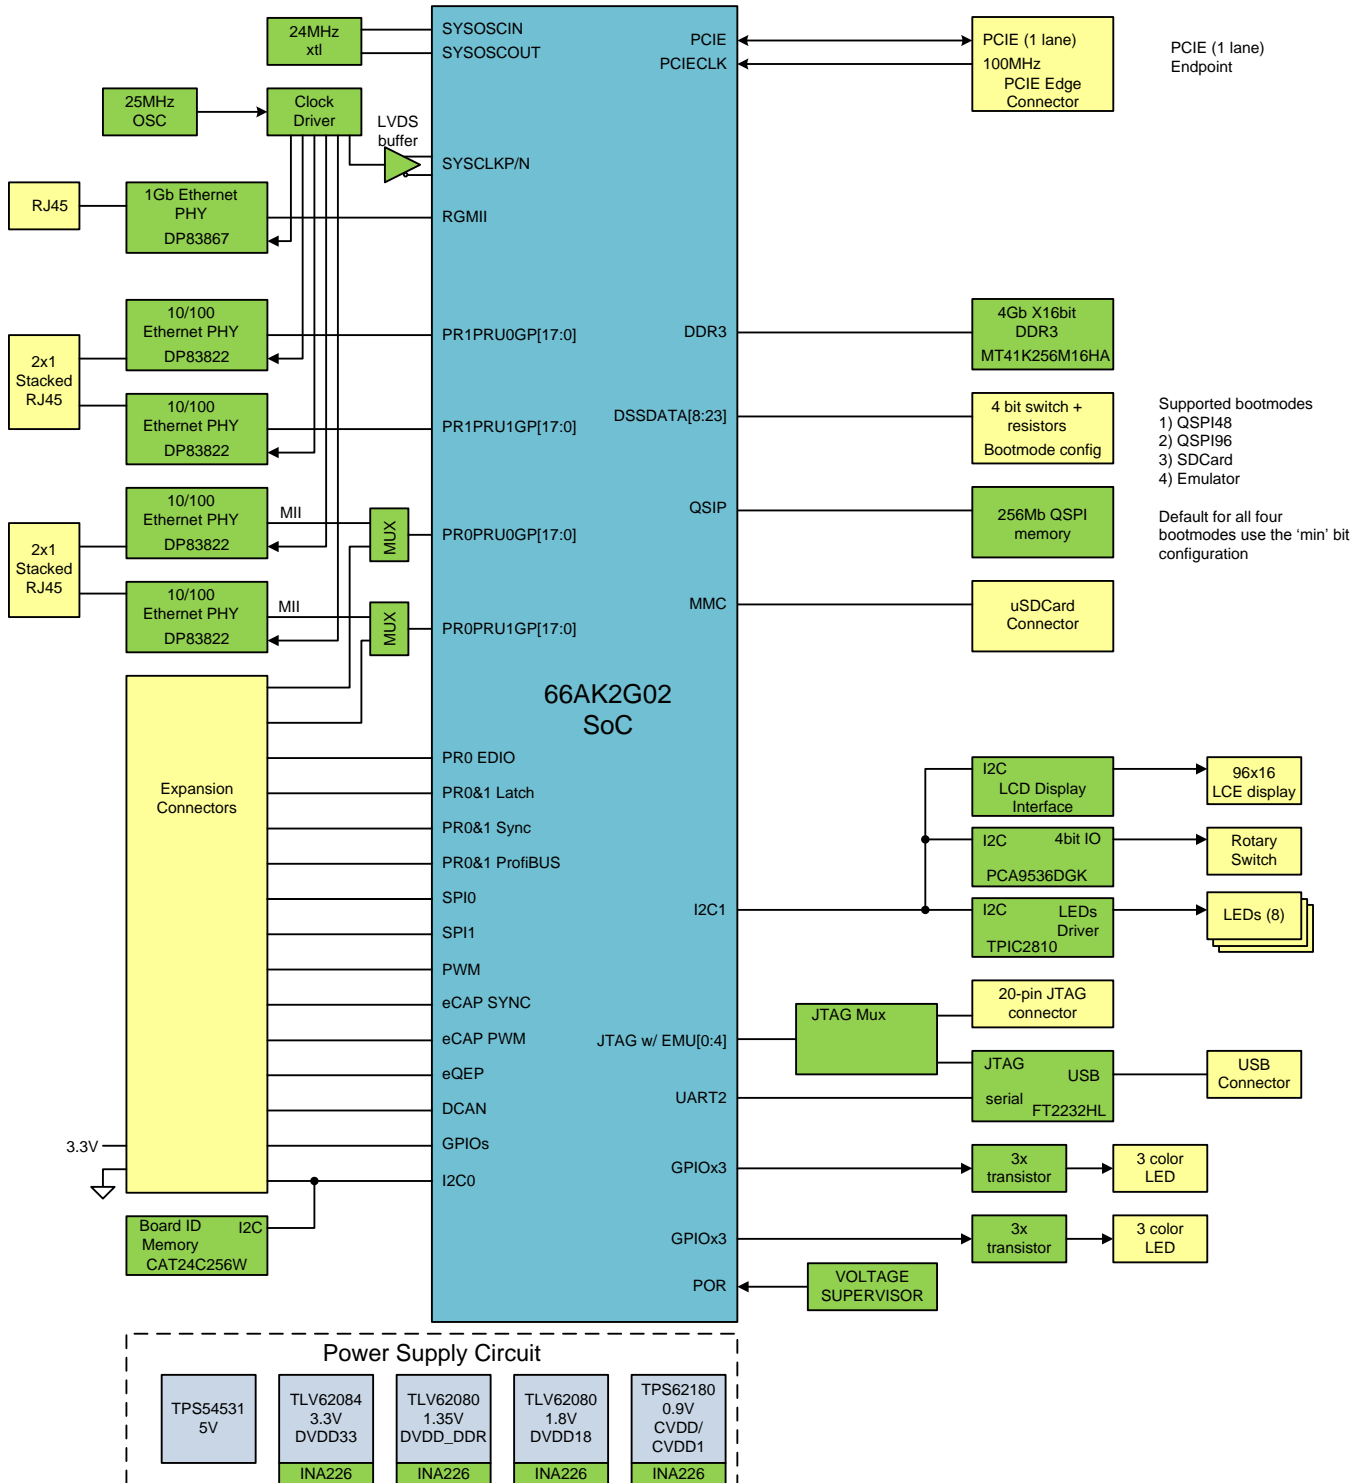 24MHz
xtl
SYSOSCIN
SYSOSCOUT
PCIE
PCIECLK
PCIE (1 lane)
100MHz
PCIE Edge
Connector
PCIE (1 lane)
Endpoint
25MHz
OSC
Clock
Driver
LVDS
buffer
SYSCLKP/N
RJ45
1Gb Ethernet
PHY
DP83867
RGMII
2x1
Stacked
RJ45
10/100
Ethernet PHY
DP83822
PR1PRU0GP[17:0]
10/100
Ethernet PHY
DP83822
PR1PRU1GP[17:0]
DDR3
4Gb X16bit
DDR3
MT41K256M16HA
DSSDATA[8:23]
4 bit switch +
resistors
Bootmode config
Supported bootmodes
1) QSPI48
2) QSPI96
3) SDCard
4) Emulator
Default for all four
bootmodes use the ‘min’ bit
configuration
2x1
Stacked
RJ45
10/100
Ethernet PHY
DP83822
MII
MUX
PR0PRU0GP[17:0]
10/100
Ethernet PHY
DP83822
MII
MUX
PR0PRU1GP[17:0]
QSIP
256Mb QSPI
memory
MMC
uSDCard
Connector
66AK2G02
SoC
Expansion
Connectors
PR0 EDIO
PR0&1 Latch
PR0&1 Sync
PR0&1 ProfiBUS
SPI0
SPI1
PWM
eCAP SYNC
eCAP PWM
eQEP
DCAN
GPIOs
I2C0
3.3V
Board ID
I2C
Memory
CAT24C256W
I2C1
I2C
LCD Display
Interface
96x16
LCE display
I2C
4bit IO
PCA9536DGK
Rotary
Switch
I2C
LEDs
Driver
TPIC2810
LEDs (8)
JTAG w/ EMU[0:4]
JTAG Mux
20-pin JTAG
connector
UART2
JTAG
USB
serial
FT2232HL
USB
Connector
GPIOx3
3x
transistor
3 color
LED
GPIOx3
3x
transistor
3 color
LED
POR
VOLTAGE
SUPERVISOR
Power Supply Circuit
TPS54531
5V
TLV62084
3.3V
DVDD33
INA226
TLV62080
1.35V
DVDD_DDR
INA226
TLV62080
1.8V
DVDD18
INA226
TPS62180
0.9V
CVDD/
CVDD1
INA226